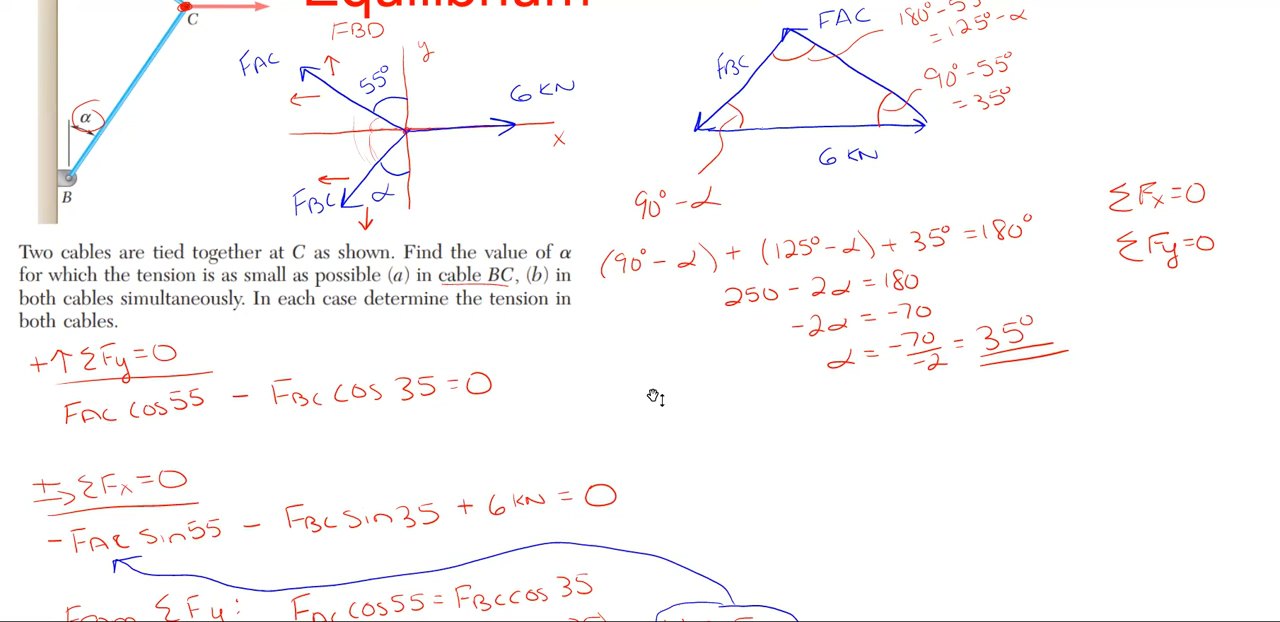 Equilibrium
C
FBD
y
FAC
55°
6 KN
x
FBC
α
α
B
FAC
180° - 55°
= 125° - α
FBC
90° - 55°
= 35°
6 KN
90° - α
ΣFx = 0
ΣFy = 0
(90° - α) + (125° - α) + 35° = 180°
250 - 2α = 180
-2α = -70
α = -70/-2 = 35°
Two cables are tied together at C as shown. Find the value of α
for which the tension is as small as possible (a) in cable BC, (b) in
both cables simultaneously. In each case determine the tension in
both cables.
+↑ΣFy = 0
FAC cos 55 - FBC cos 35 = 0
+→ΣFx = 0
-FAC sin 55 - FBC sin 35 + 6 KN = 0
From ΣFy: FAC cos 55 = FBC cos 35